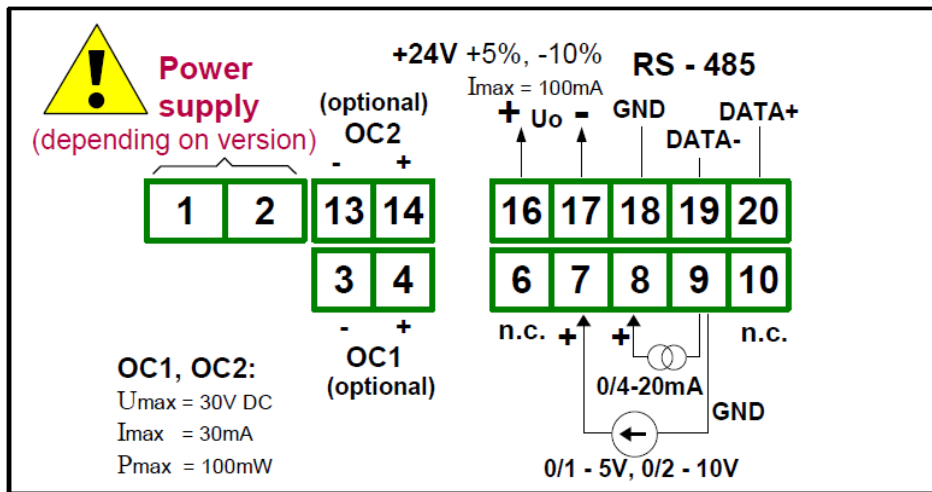 +24V +5%, -10%
Imax = 100mA
RS - 485
Power
supply
(depending on version)
(optional)
OC2
- +
+ Uo -
GND
DATA-
DATA+
1 2 13 14 16 17 18 19 20
3 4 6 7 8 9 10
- +
OC1
(optional)
n.c. + + n.c.
0/4-20mA
GND
0/1 - 5V, 0/2 - 10V
OC1, OC2:
Umax = 30V DC
Imax = 30mA
Pmax = 100mW